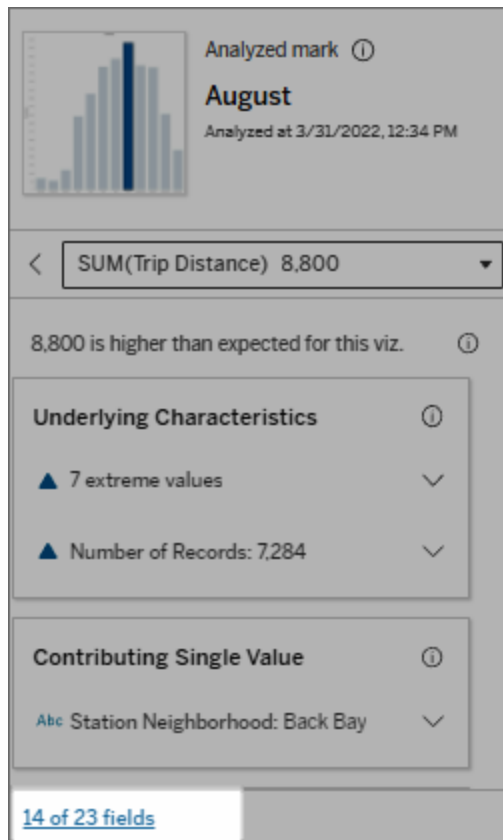 Analyzed mark
August
Analyzed at 3/31/2022, 12:34 PM
SUM(Trip Distance) 8,800
8,800 is higher than expected for this viz.
Underlying Characteristics
7 extreme values
Number of Records: 7,284
Contributing Single Value
Abc Station Neighborhood: Back Bay
14 of 23 fields